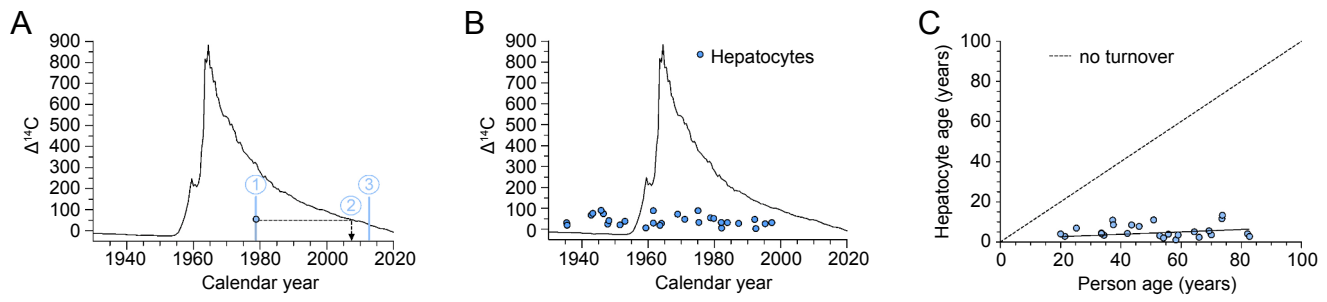 A
900
800
700
600
500
400
300
200
100
0
Δ¹⁴C
1
2
3
1940 1960 1980 2000 2020
Calendar year
B
900
800
700
600
500
400
300
200
100
0
Δ¹⁴C
Hepatocytes
1940 1960 1980 2000 2020
Calendar year
C
100
80
60
40
20
0
Hepatocyte age (years)
no turnover
0 20 40 60 80 100
Person age (years)